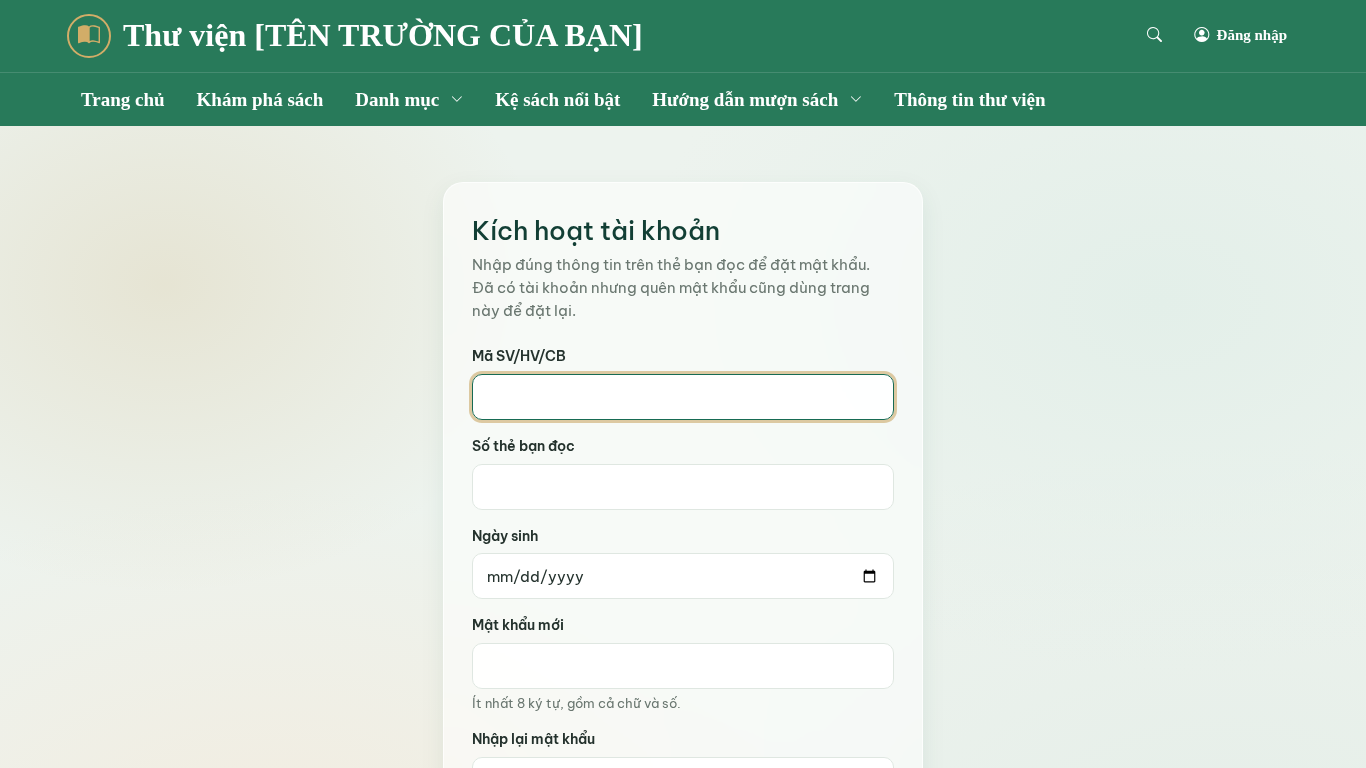 Thư viện [TÊN TRƯỜNG CỦA BẠN]
Đăng nhập
Trang chủ
Khám phá sách
Danh mục
Kệ sách nổi bật
Hướng dẫn mượn sách
Thông tin thư viện
Kích hoạt tài khoản
Nhập đúng thông tin trên thẻ bạn đọc để đặt mật khẩu.
Đã có tài khoản nhưng quên mật khẩu cũng dùng trang
này để đặt lại.
Mã SV/HV/CB
Số thẻ bạn đọc
Ngày sinh
mm/dd/yyyy
Mật khẩu mới
Ít nhất 8 ký tự, gồm cả chữ và số.
Nhập lại mật khẩu